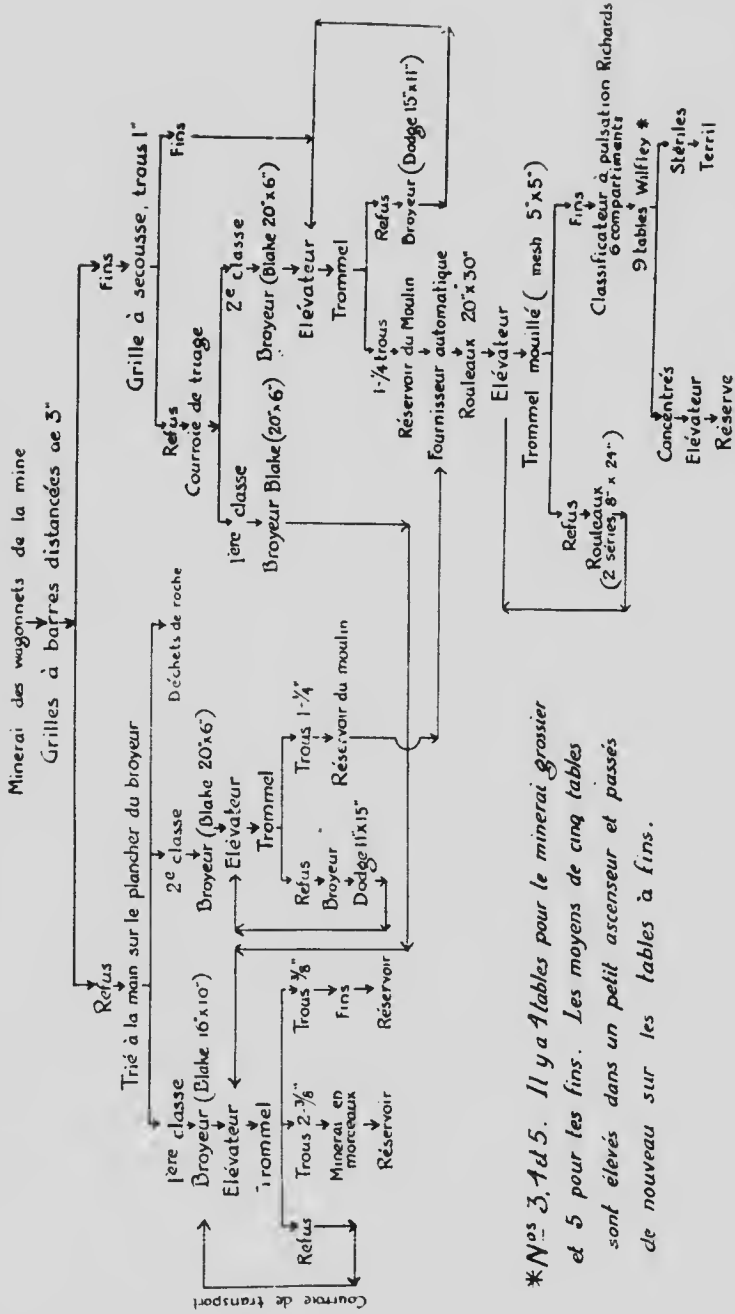 Minerai des wagonnets de la mine
Grilles à barres distancées de 3"
Refus
Trié à la main sur le plancher du broyeur
1ère classe
Broyeur (Blake 16"x10")
Elévateur
Trommel
Refus
Courroie de transport
Trous 2-3/8"
Minerai en
morceaux
Réservoir
Trous 3/8"
Fins
Réservoir
2e classe
Broyeur (Blake 20"x6")
Elévateur
Trommel
Refus
Broyeur
Dodge 11"x15"
Trous 1-1/4"
Réservoir du moulin
Déchets de roche
Fins
Grille à secousse, trous 1"
Refus
Courroie de triage
1ère classe
Broyeur Blake (20"x6")
2e classe
Broyeur (Blake 20"x6")
Elévateur
Trommel
1-1/4 trous
Réservoir du Moulin
Fournisseur automatique
Rouleaux 20"x30"
Refus
Broyeur (Dodge 15"x11")
Fins
Elévateur
Trommel mouillé (mesh 5"x5")
Refus
Rouleaux
(2 séries 8" x 24")
Fins
Classificateur à pulsation Richards
6 compartiments
9 tables Wilfley *
Concentrés
Elévateur
Réserve
Stériles
Terril
*Nos 3,4 et 5. Il y a 4 tables pour le minerai grossier
et 5 pour les fins. Les moyens de cinq tables
sont élevés dans un petit ascenseur et passés
de nouveau sur les tables à fins.